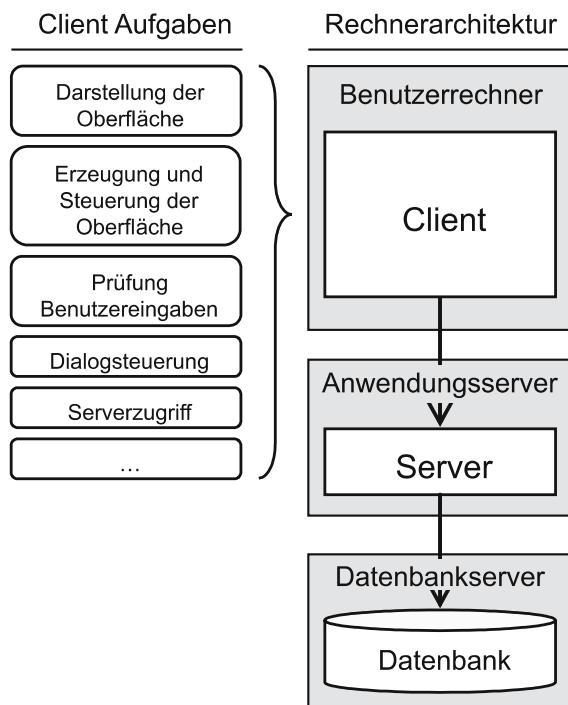 Client Aufgaben
Darstellung der
Oberfläche
Erzeugung und
Steuerung der
Oberfläche
Prüfung
Benutzereingaben
Dialogsteuerung
Serverzugriff
...
Rechnerarchitektur
Benutzerrechner
Client
Anwendungsserver
Server
Datenbankserver
Datenbank